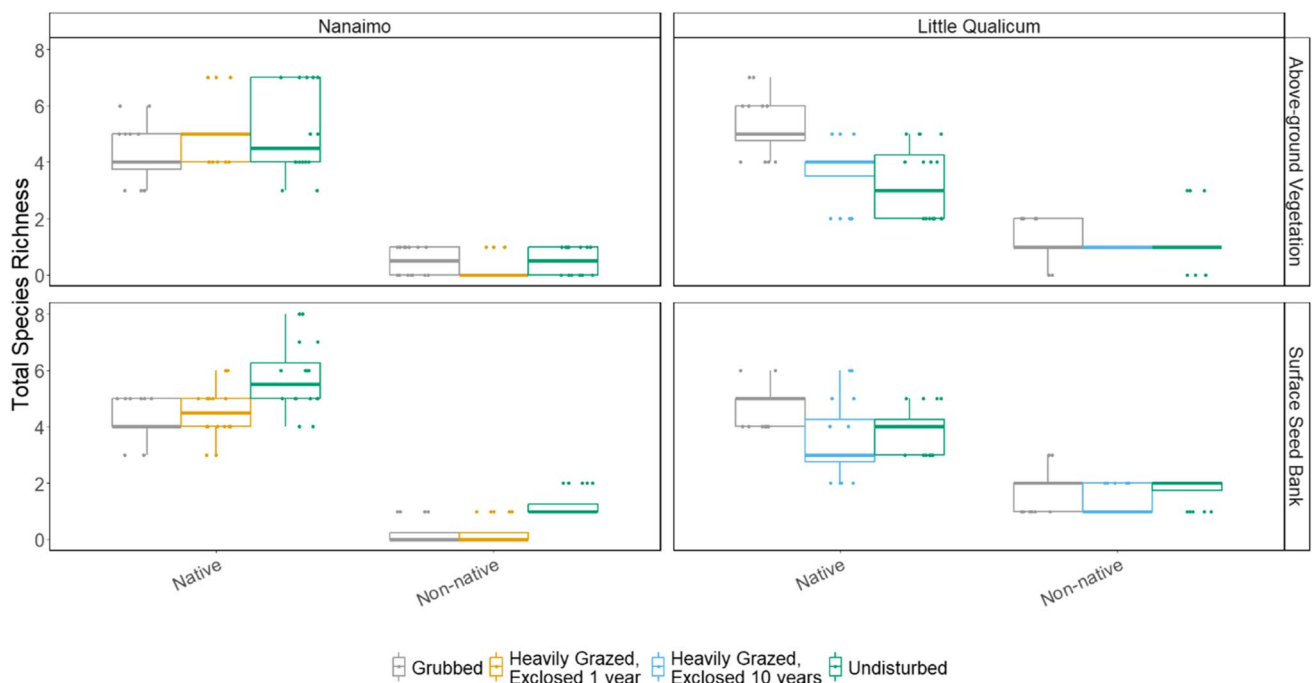 Nanaimo
Little Qualicum
Total Species Richness
8
6
4
2
0
Above-ground Vegetation
8
6
4
2
0
Surface Seed Bank
Native
Non-native
Native
Non-native
Grubbed
Heavily Grazed,
Exclosed 1 year
Heavily Grazed,
Exclosed 10 years
Undisturbed